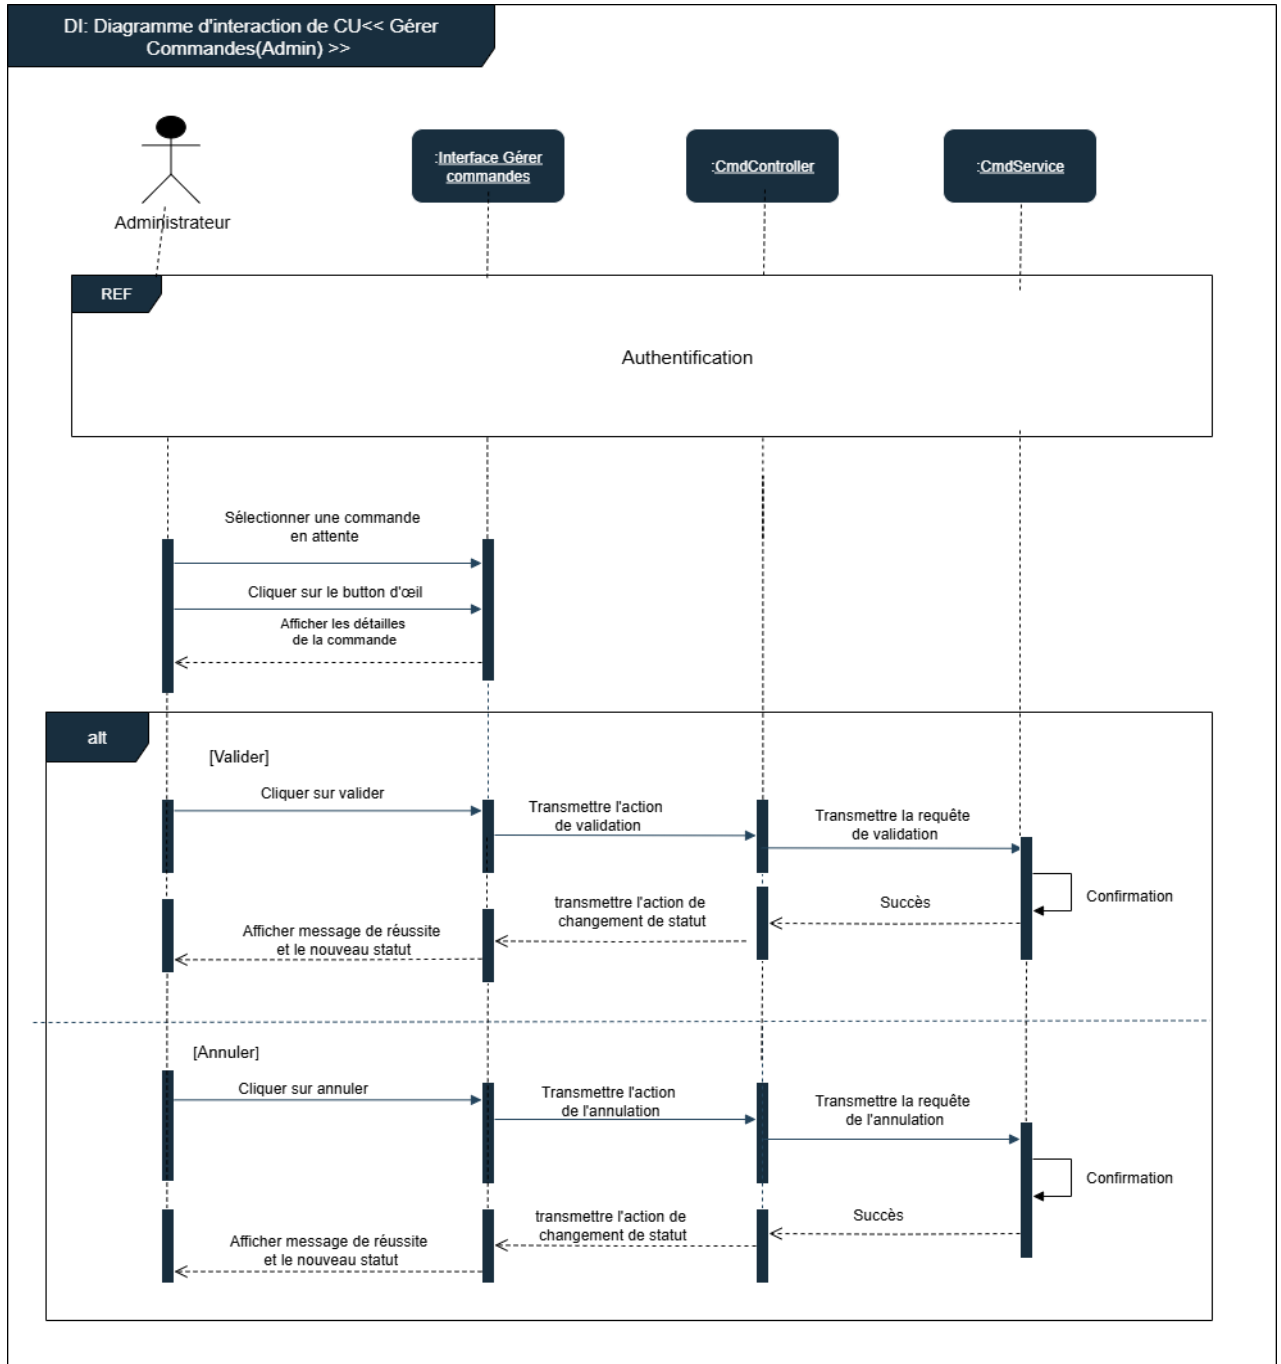 DI: Diagramme d'interaction de CU<< Gérer
Commandes(Admin) >>
Administrateur
:Interface Gérer
commandes
:CmdController
:CmdService
REF
Authentification
Sélectionner une commande
en attente
Cliquer sur le button d'œil
Afficher les détailles
de la commande
alt
[Valider]
Cliquer sur valider
Transmettre l'action
de validation
Transmettre la requête
de validation
Confirmation
Succès
transmettre l'action de
changement de statut
Afficher message de réussite
et le nouveau statut
[Annuler]
Cliquer sur annuler
Transmettre l'action
de l'annulation
Transmettre la requête
de l'annulation
Confirmation
Succès
transmettre l'action de
changement de statut
Afficher message de réussite
et le nouveau statut